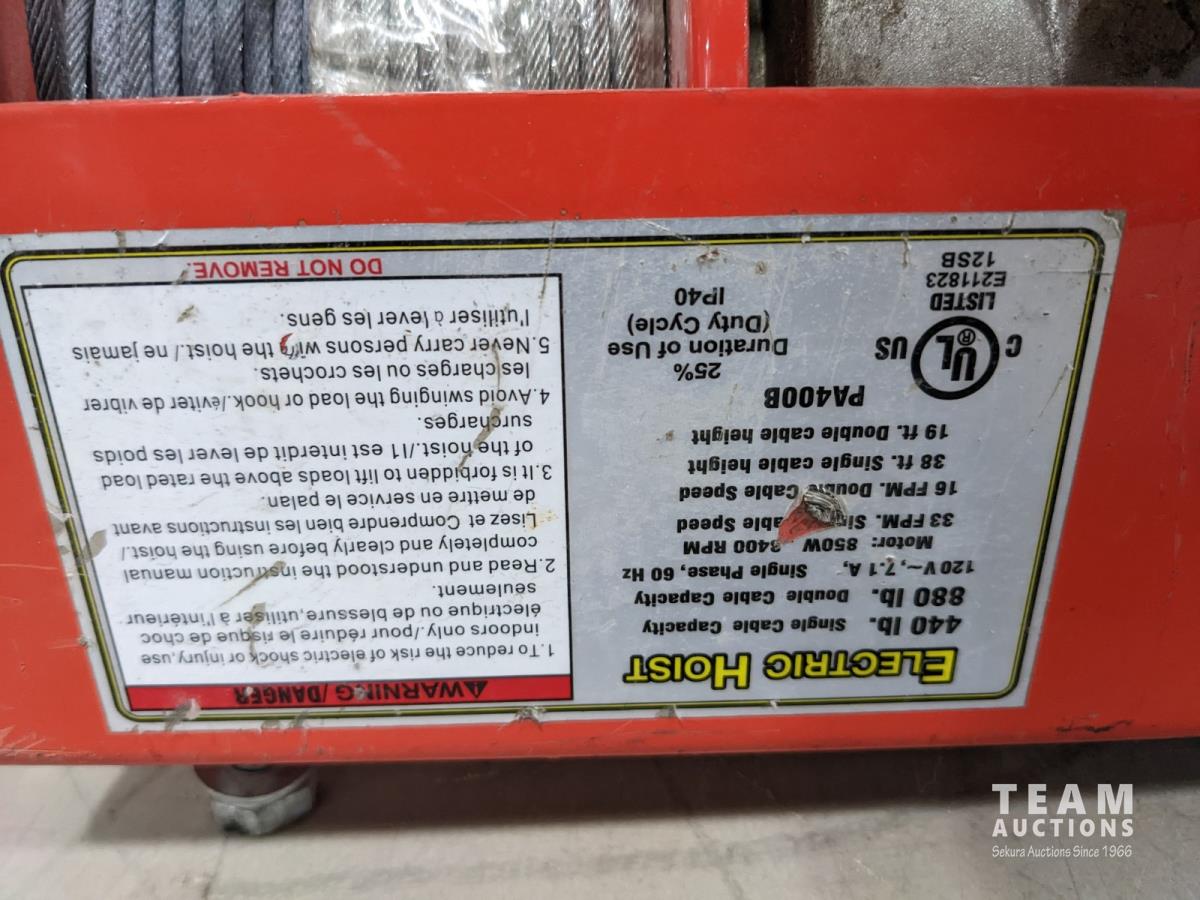 ELECTRIC HOIST
440 lb. Single Cable Capacity
880 lb. Double Cable Capacity
120V~,7.1A, Single Phase, 60 Hz
Motor: 850W 3400 RPM
33 FPM. Single Cable Speed
16 FPM. Double Cable Speed
38 ft. Single cable height
19 ft. Double cable height
PA400B
C UL ® US
LISTED
E211823
12SB
25%
Duration of Use
(Duty Cycle)
IP40
WARNING/DANGER
1.To reduce the risk of electric shock or injury,use
indoors only./pour réduire le risque de choc
électrique ou de blessure,utiliser à l'intérieur
seulement.
2.Read and understood the instruction manual
completely and clearly before using the hoist./
Lisez et Comprendre bien les instructions avant
de mettre en service le palan.
3.It is forbidden to lift loads above the rated load
of the hoist./I1 est interdit de lever les poids
surcharges.
4.Avoid swinging the load or hook./éviter de vibrer
les charges ou les crochets.
5.Never carry persons with the hoist./ne jamais
l'utiliser à lever les gens.
DO NOT REMOVE.
TEAM
AUCTIONS
Sekura Auctions Since 1966